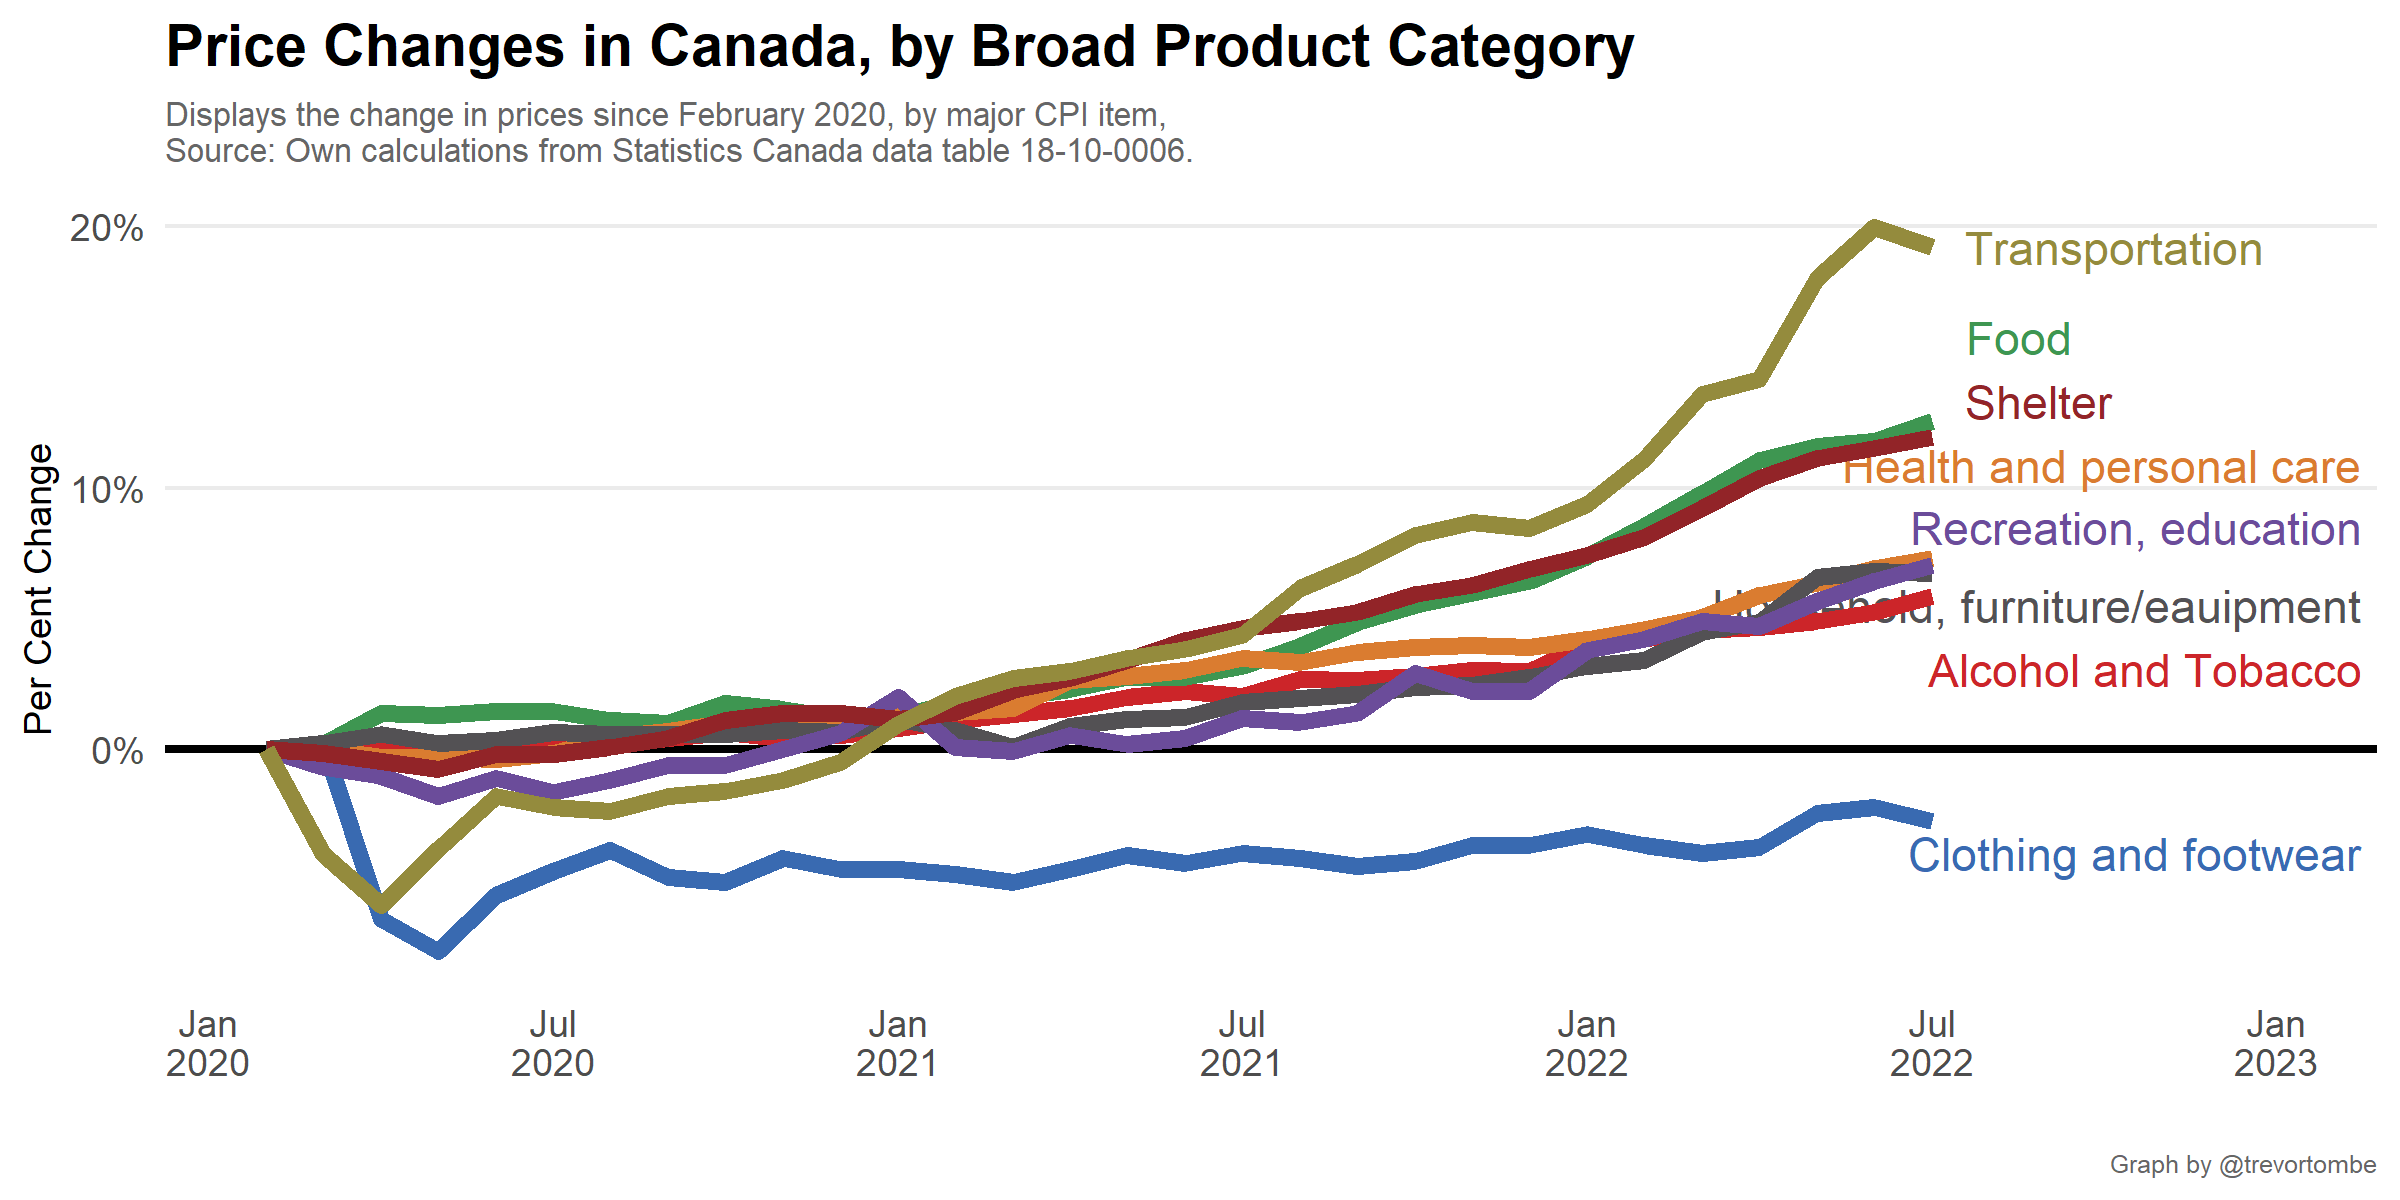 Price Changes in Canada, by Broad Product Category
Displays the change in prices since February 2020, by major CPI item,
Source: Own calculations from Statistics Canada data table 18-10-0006.
Per Cent Change
20%
10%
0%
Transportation
Food
Shelter
Health and personal care
Recreation, education
furniture/eauipment
Alcohol and Tobacco
Clothing and footwear
Jan
2020
Jul
2020
Jan
2021
Jul
2021
Jan
2022
Jul
2022
Jan
2023
Graph by @trevortombe